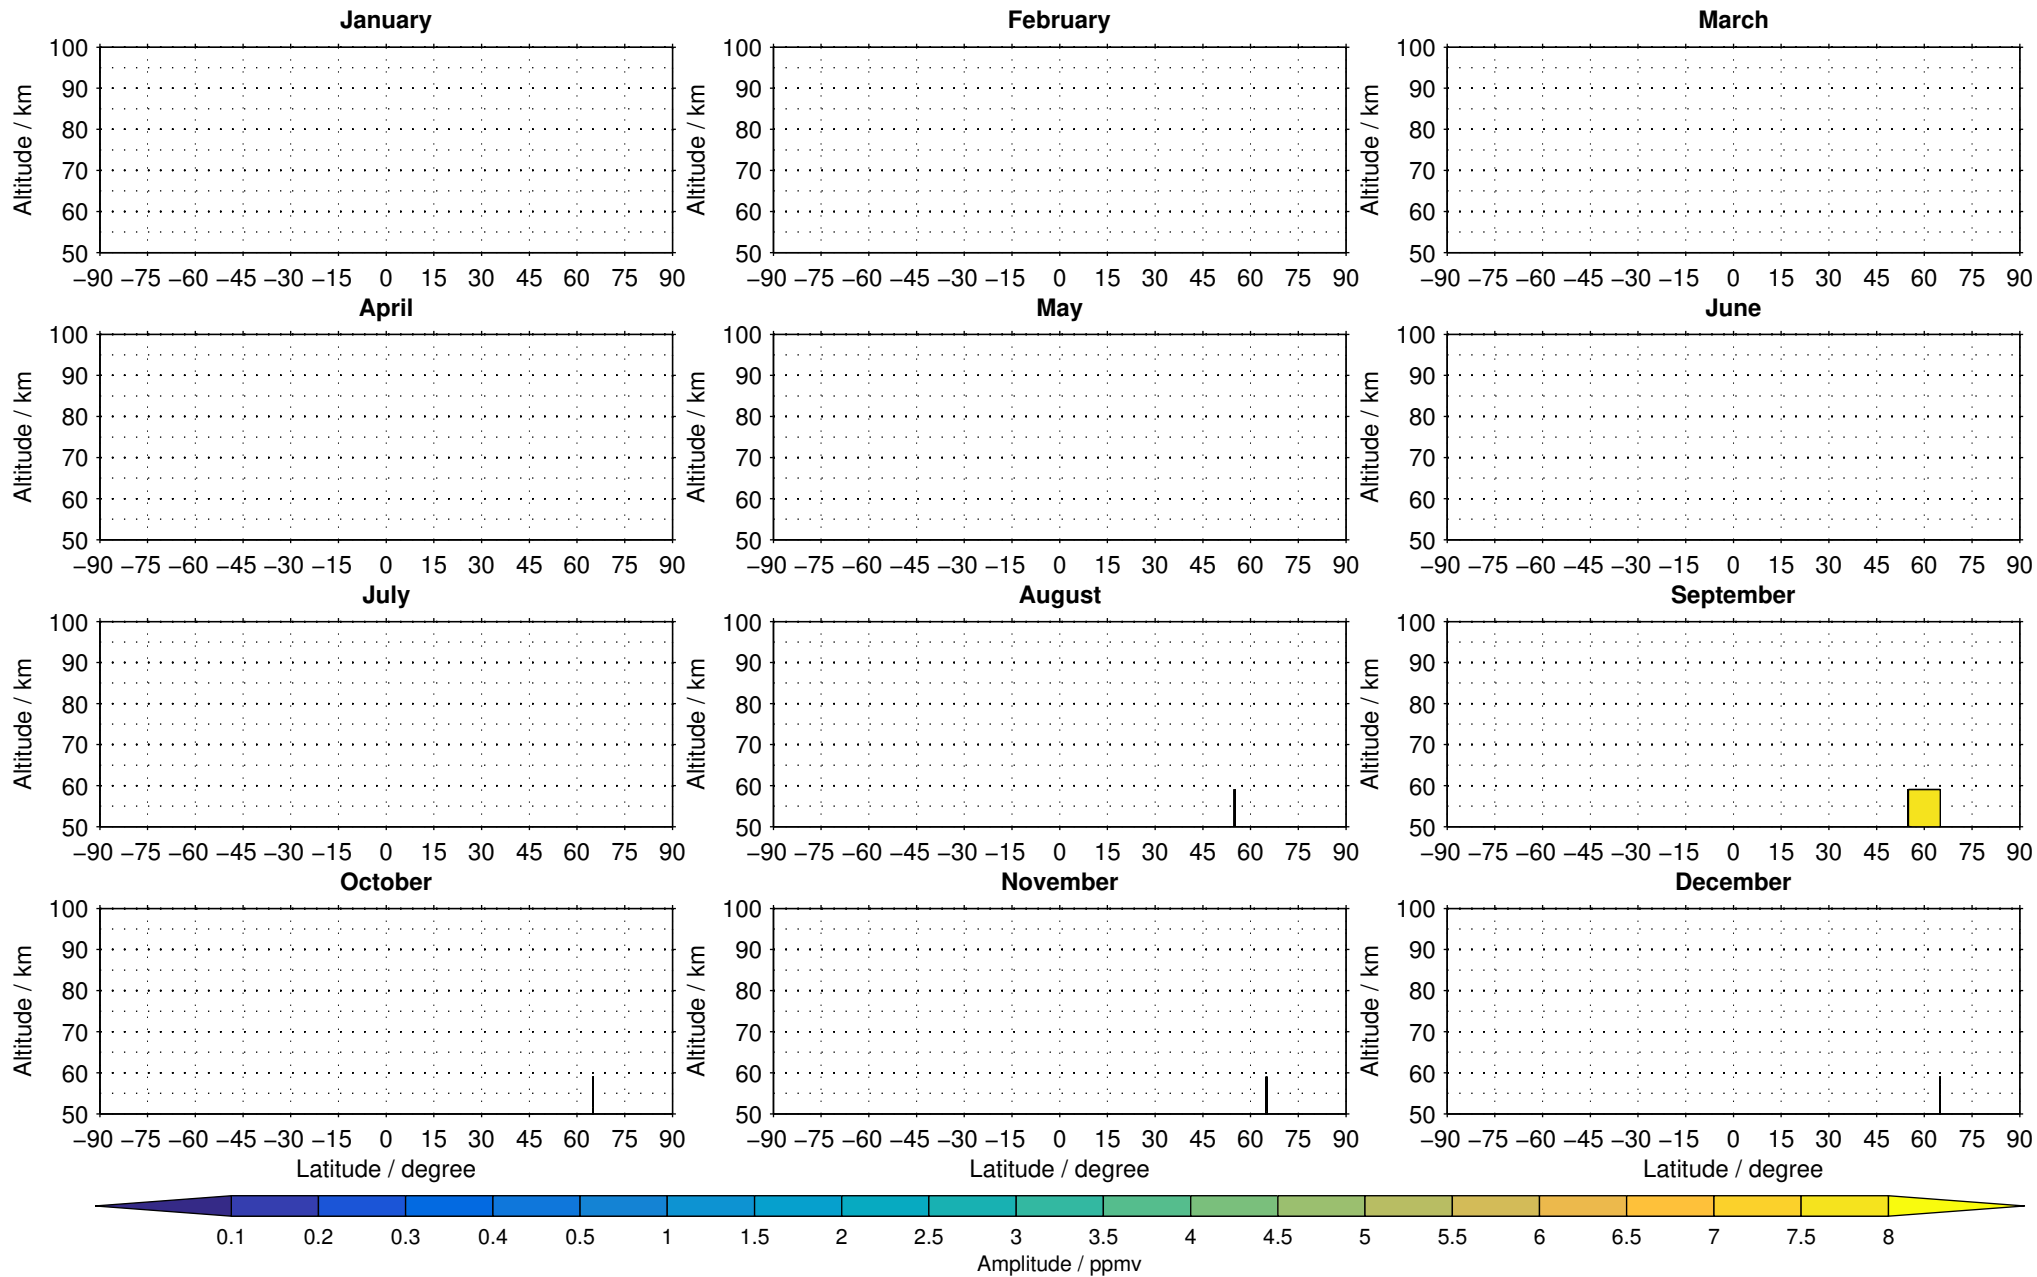 January February March
100 100 100
90 90 90
80 80 80
70 70 70
60 60 60
50 50 50
Altitude / km Altitude / km Altitude / km
−90 −75 −60 −45 −30 −15 0 15 30 45 60 75 90 −90 −75 −60 −45 −30 −15 0 15 30 45 60 75 90 −90 −75 −60 −45 −30 −15 0 15 30 45 60 75 90
April May June
100 100 100
90 90 90
80 80 80
70 70 70
60 60 60
50 50 50
Altitude / km Altitude / km Altitude / km
−90 −75 −60 −45 −30 −15 0 15 30 45 60 75 90 −90 −75 −60 −45 −30 −15 0 15 30 45 60 75 90 −90 −75 −60 −45 −30 −15 0 15 30 45 60 75 90
July August September
100 100 100
90 90 90
80 80 80
70 70 70
60 60 60
50 50 50
Altitude / km Altitude / km Altitude / km
−90 −75 −60 −45 −30 −15 0 15 30 45 60 75 90 −90 −75 −60 −45 −30 −15 0 15 30 45 60 75 90 −90 −75 −60 −45 −30 −15 0 15 30 45 60 75 90
October November December
100 100 100
90 90 90
80 80 80
70 70 70
60 60 60
50 50 50
Altitude / km Altitude / km Altitude / km
−90 −75 −60 −45 −30 −15 0 15 30 45 60 75 90 −90 −75 −60 −45 −30 −15 0 15 30 45 60 75 90 −90 −75 −60 −45 −30 −15 0 15 30 45 60 75 90
Latitude / degree Latitude / degree Latitude / degree
0.1 0.2 0.3 0.4 0.5 1 1.5 2 2.5 3 3.5 4 4.5 5 5.5 6 6.5 7 7.5 8
Amplitude / ppmv